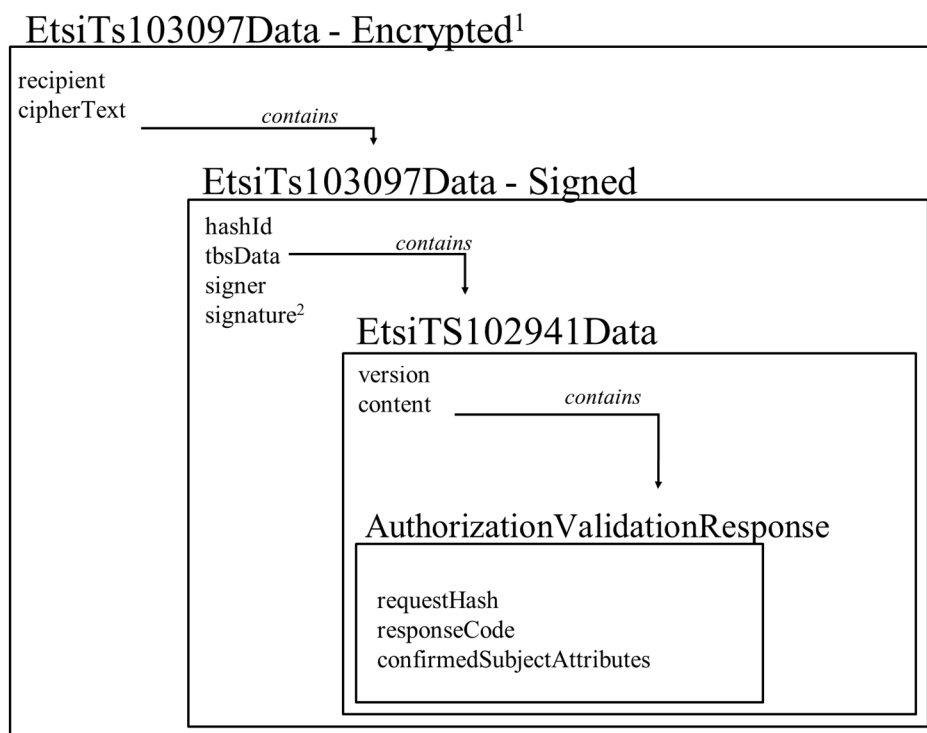 EtsiTs103097Data - Encrypted¹
recipient
cipherText
contains
EtsiTs103097Data - Signed
hashId
tbsData
contains
signer
signature²
EtsiTS102941Data
version
content
contains
AuthorizationValidationResponse
requestHash
responseCode
confirmedSubjectAttributes